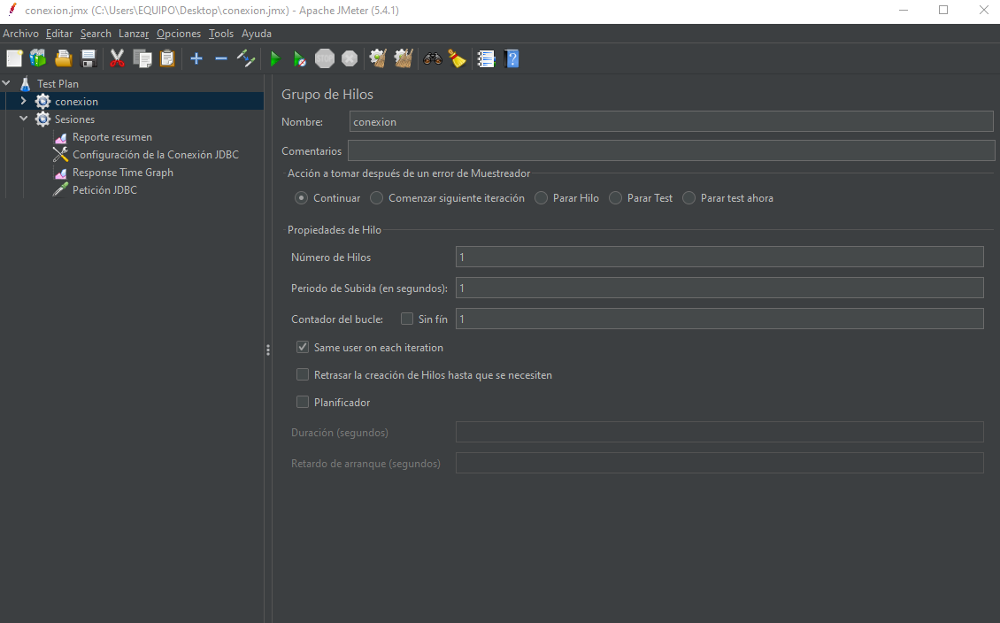 conexion.jmx (C:\Users\EQUIPO\Desktop\conexion.jmx) - Apache JMeter (5.4.1)
Archivo Editar Search Lanzar Opciones Tools Ayuda
STOP
Test Plan
conexion
Sesiones
Reporte resumen
Configuración de la Conexión JDBC
Response Time Graph
Petición JDBC
Grupo de Hilos
Nombre: conexion
Comentarios
Acción a tomar después de un error de Muestreador
Continuar Comenzar siguiente iteración Parar Hilo Parar Test Parar test ahora
Propiedades de Hilo
Número de Hilos 1
Periodo de Subida (en segundos): 1
Contador del bucle: Sin fín 1
Same user on each iteration
Retrasar la creación de Hilos hasta que se necesiten
Planificador
Duración (segundos)
Retardo de arranque (segundos)